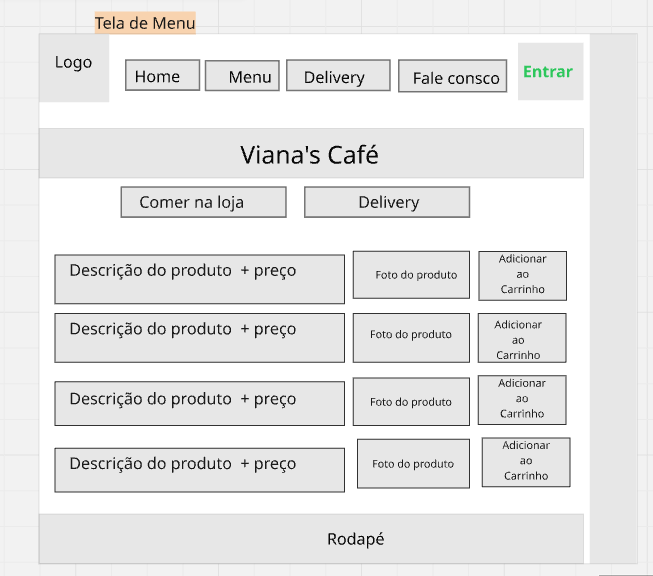 Tela de Menu
Logo
Home
Menu
Delivery
Fale consco
Entrar
Viana's Café
Comer na loja
Delivery
Descrição do produto + preço
Foto do produto
Adicionar
ao
Carrinho
Descrição do produto + preço
Foto do produto
Adicionar
ao
Carrinho
Descrição do produto + preço
Foto do produto
Adicionar
ao
Carrinho
Descrição do produto + preço
Foto do produto
Adicionar
ao
Carrinho
Rodapé